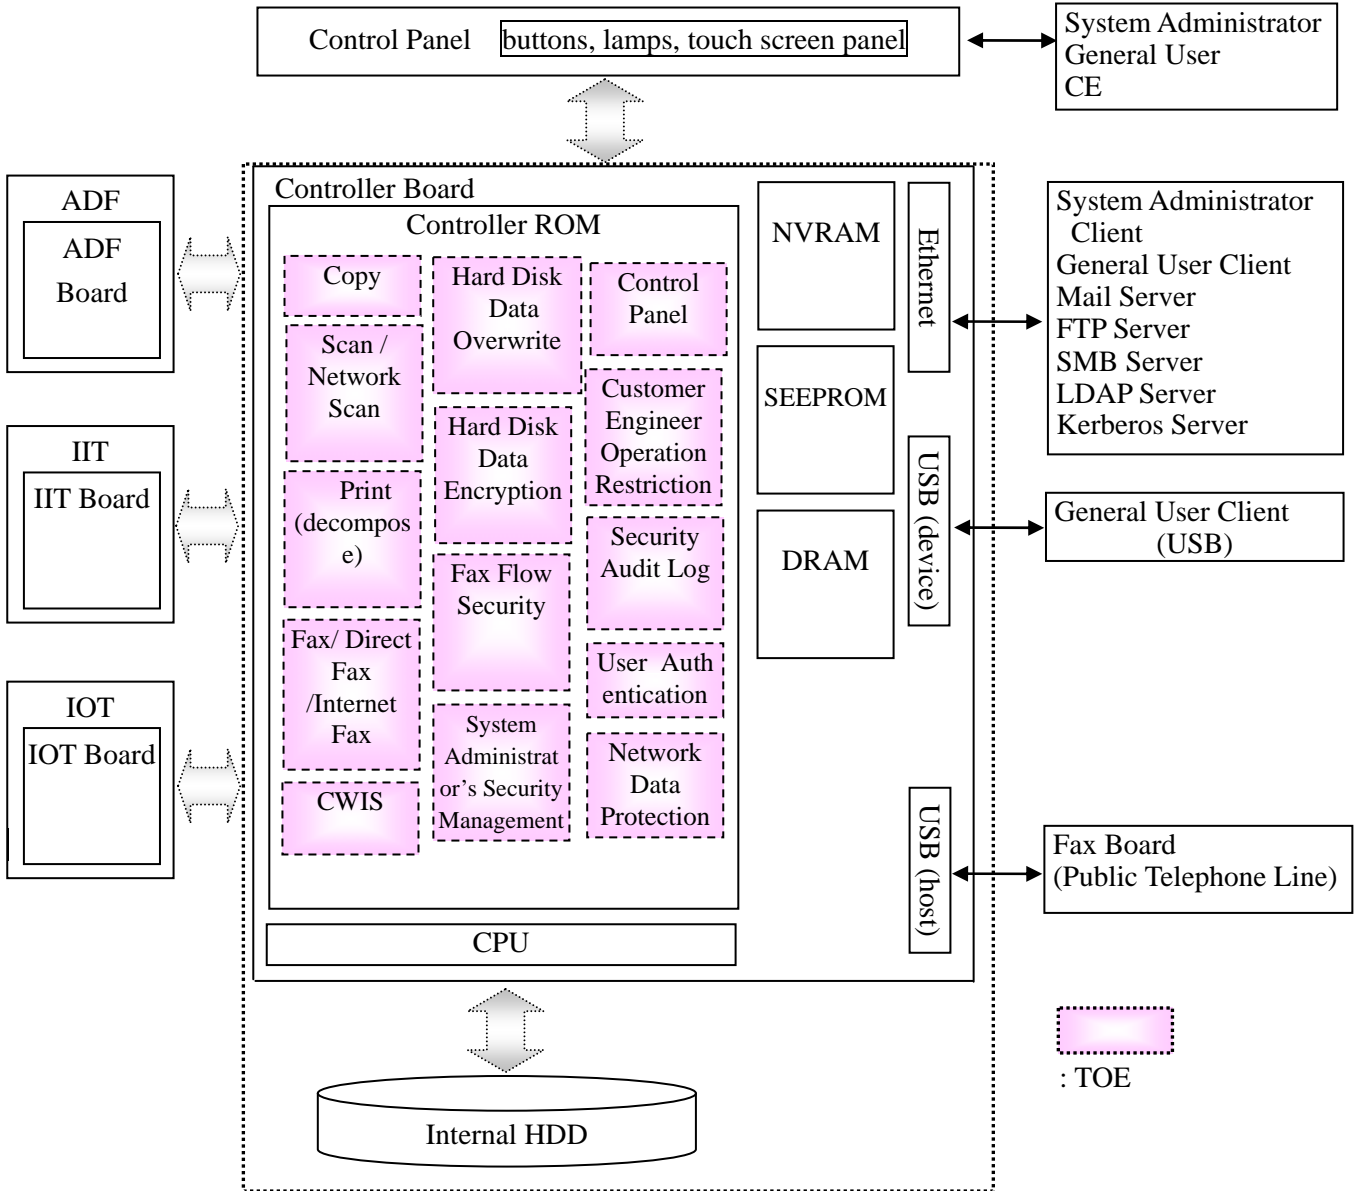 Control Panel buttons, lamps, touch screen panel
System Administrator
General User
CE
ADF
ADF
Board
IIT
IIT Board
IOT
IOT Board
Controller Board
Controller ROM
Copy
Scan /
Network
Scan
Print
(decompos
e)
Fax/ Direct
Fax
/Internet
Fax
CWIS
Hard Disk
Data
Overwrite
Hard Disk
Data
Encryption
Fax Flow
Security
System
Administrat
or’s Security
Management
Control
Panel
Customer
Engineer
Operation
Restriction
Security
Audit Log
User Auth
entication
Network
Data
Protection
CPU
NVRAM
SEEPROM
DRAM
Ethernet
USB (device)
USB (host)
System Administrator
Client
General User Client
Mail Server
FTP Server
SMB Server
LDAP Server
Kerberos Server
General User Client
(USB)
Fax Board
(Public Telephone Line)
Internal HDD
: TOE